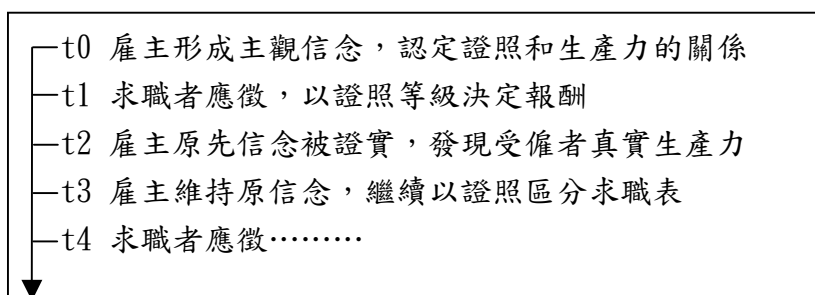 t0 雇主形成主觀信念，認定證照和生產力的關係
t1 求職者應徵，以證照等級決定報酬
t2 雇主原先信念被證實，發現受僱者真實生產力
t3 雇主維持原信念，繼續以證照區分求職表
t4 求職者應徵………